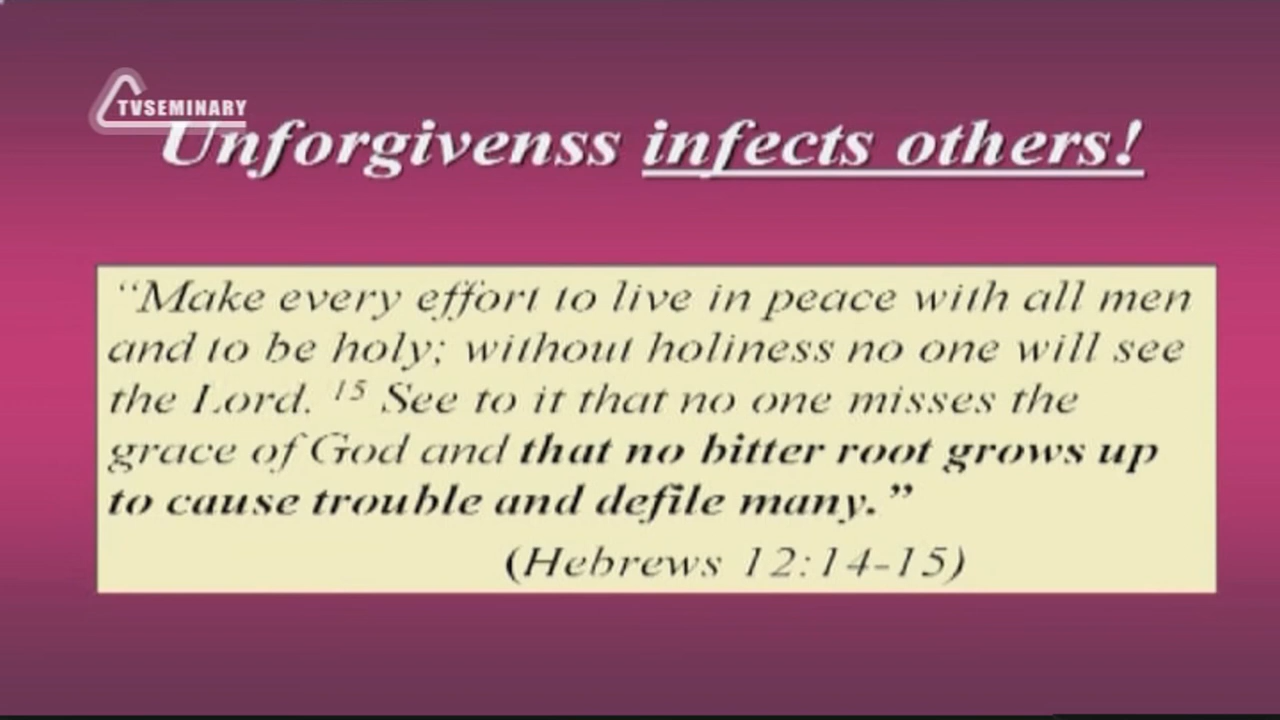 TVSEMINARY
Unforgivenss infects others!
“Make every effort to live in peace with all men
and to be holy; without holiness no one will see
the Lord. 15 See to it that no one misses the
grace of God and that no bitter root grows up
to cause trouble and defile many.”
(Hebrews 12:14-15)